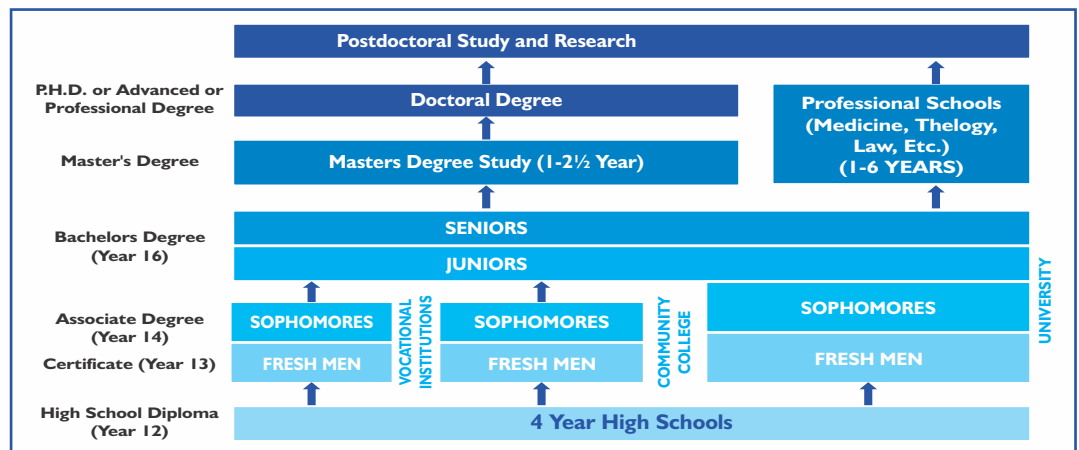 Postdoctoral Study and Research
P.H.D. or Advanced or
Professional Degree
Doctoral Degree
Professional Schools
(Medicine, Thelogy,
Law, Etc.)
(1-6 YEARS)
Master's Degree
Masters Degree Study (1-2½ Year)
Bachelors Degree
(Year 16)
SENIORS
JUNIORS
Associate Degree
(Year 14)
SOPHOMORES
VOCATIONAL
INSTITUTIONS
SOPHOMORES
COMMUNITY
COLLEGE
SOPHOMORES
UNIVERSITY
Certificate (Year 13)
FRESH MEN
FRESH MEN
FRESH MEN
High School Diploma
(Year 12)
4 Year High Schools